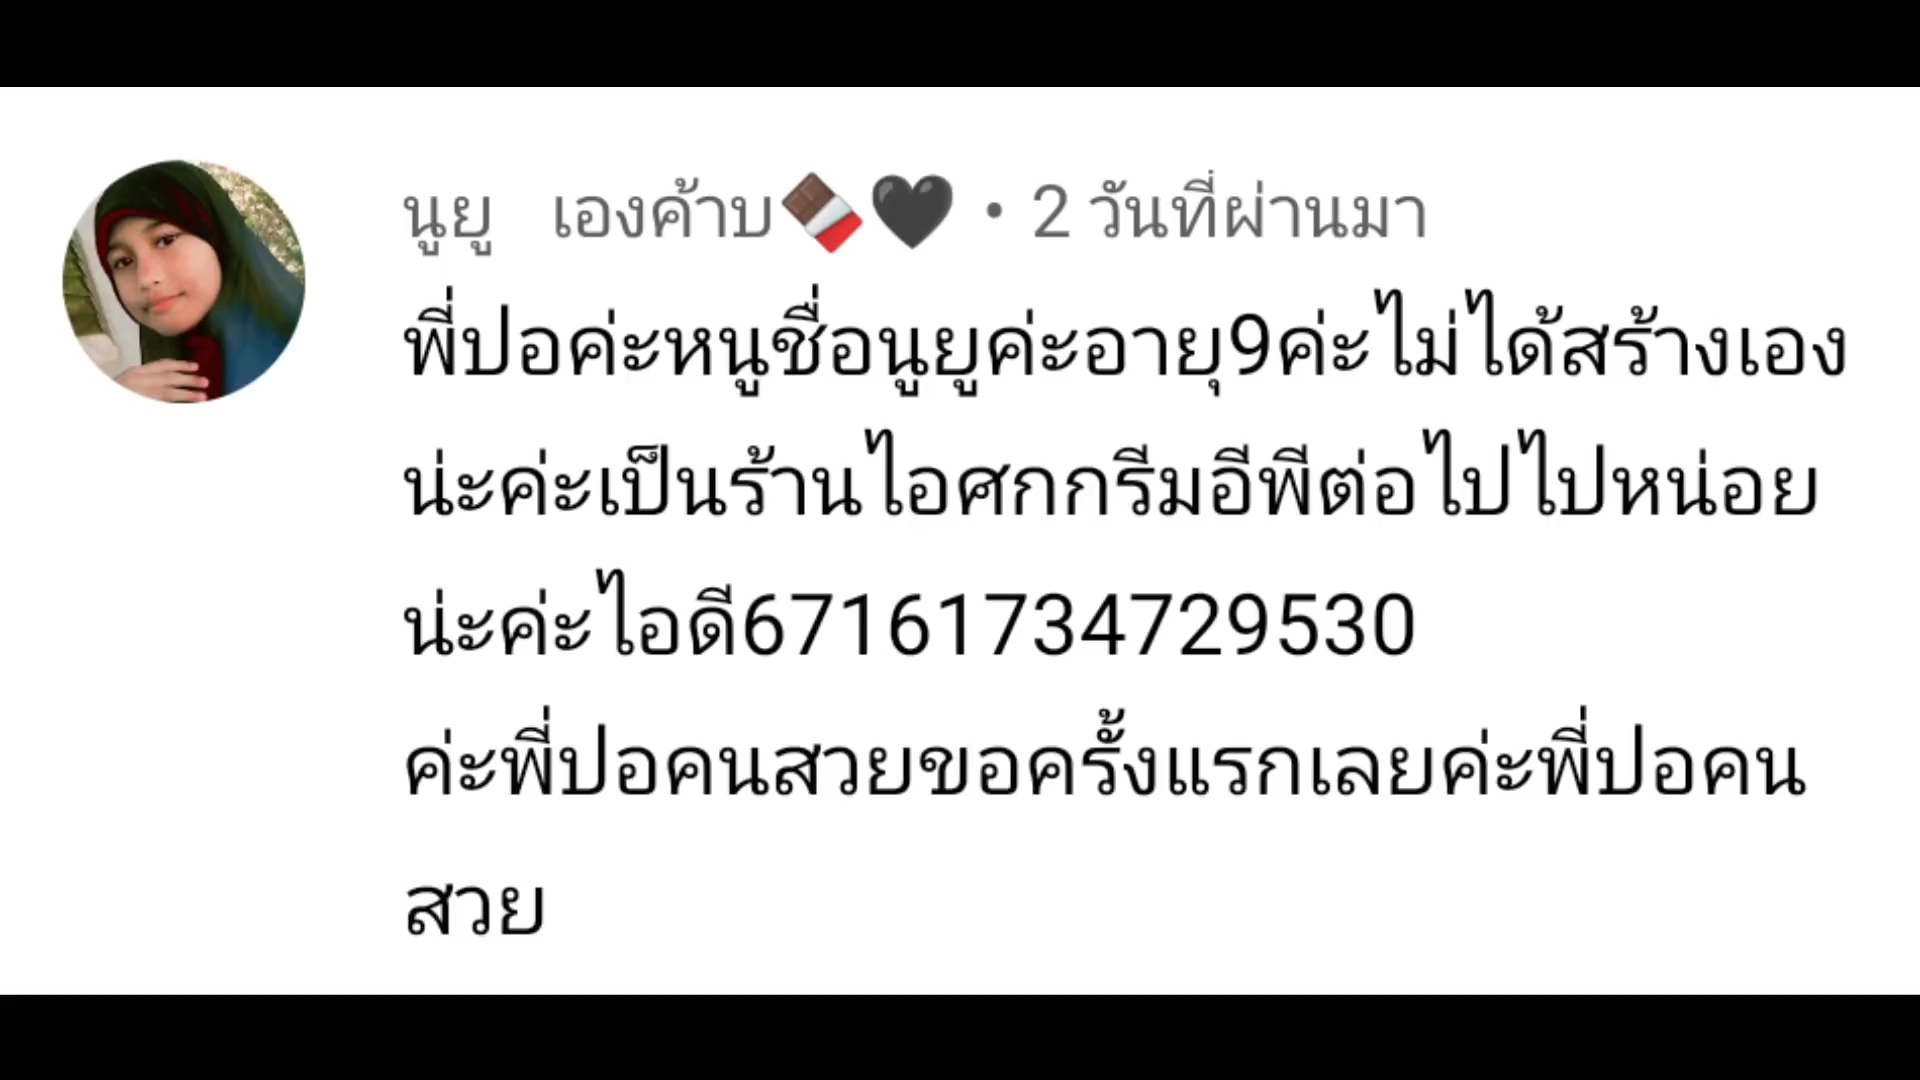 นูยู เองค้าบ🍫🖤 • 2 วันที่ผ่านมา
พี่ปอค่ะหนูชื่อนูยูค่ะอายุ9ค่ะไม่ได้สร้างเอง
น่ะค่ะเป็นร้านไอศกกรีมอีพีต่อไปไปหน่อย
น่ะค่ะไอดี67161734729530
ค่ะพี่ปอคนสวยขอครั้งแรกเลยค่ะพี่ปอคน
สวย